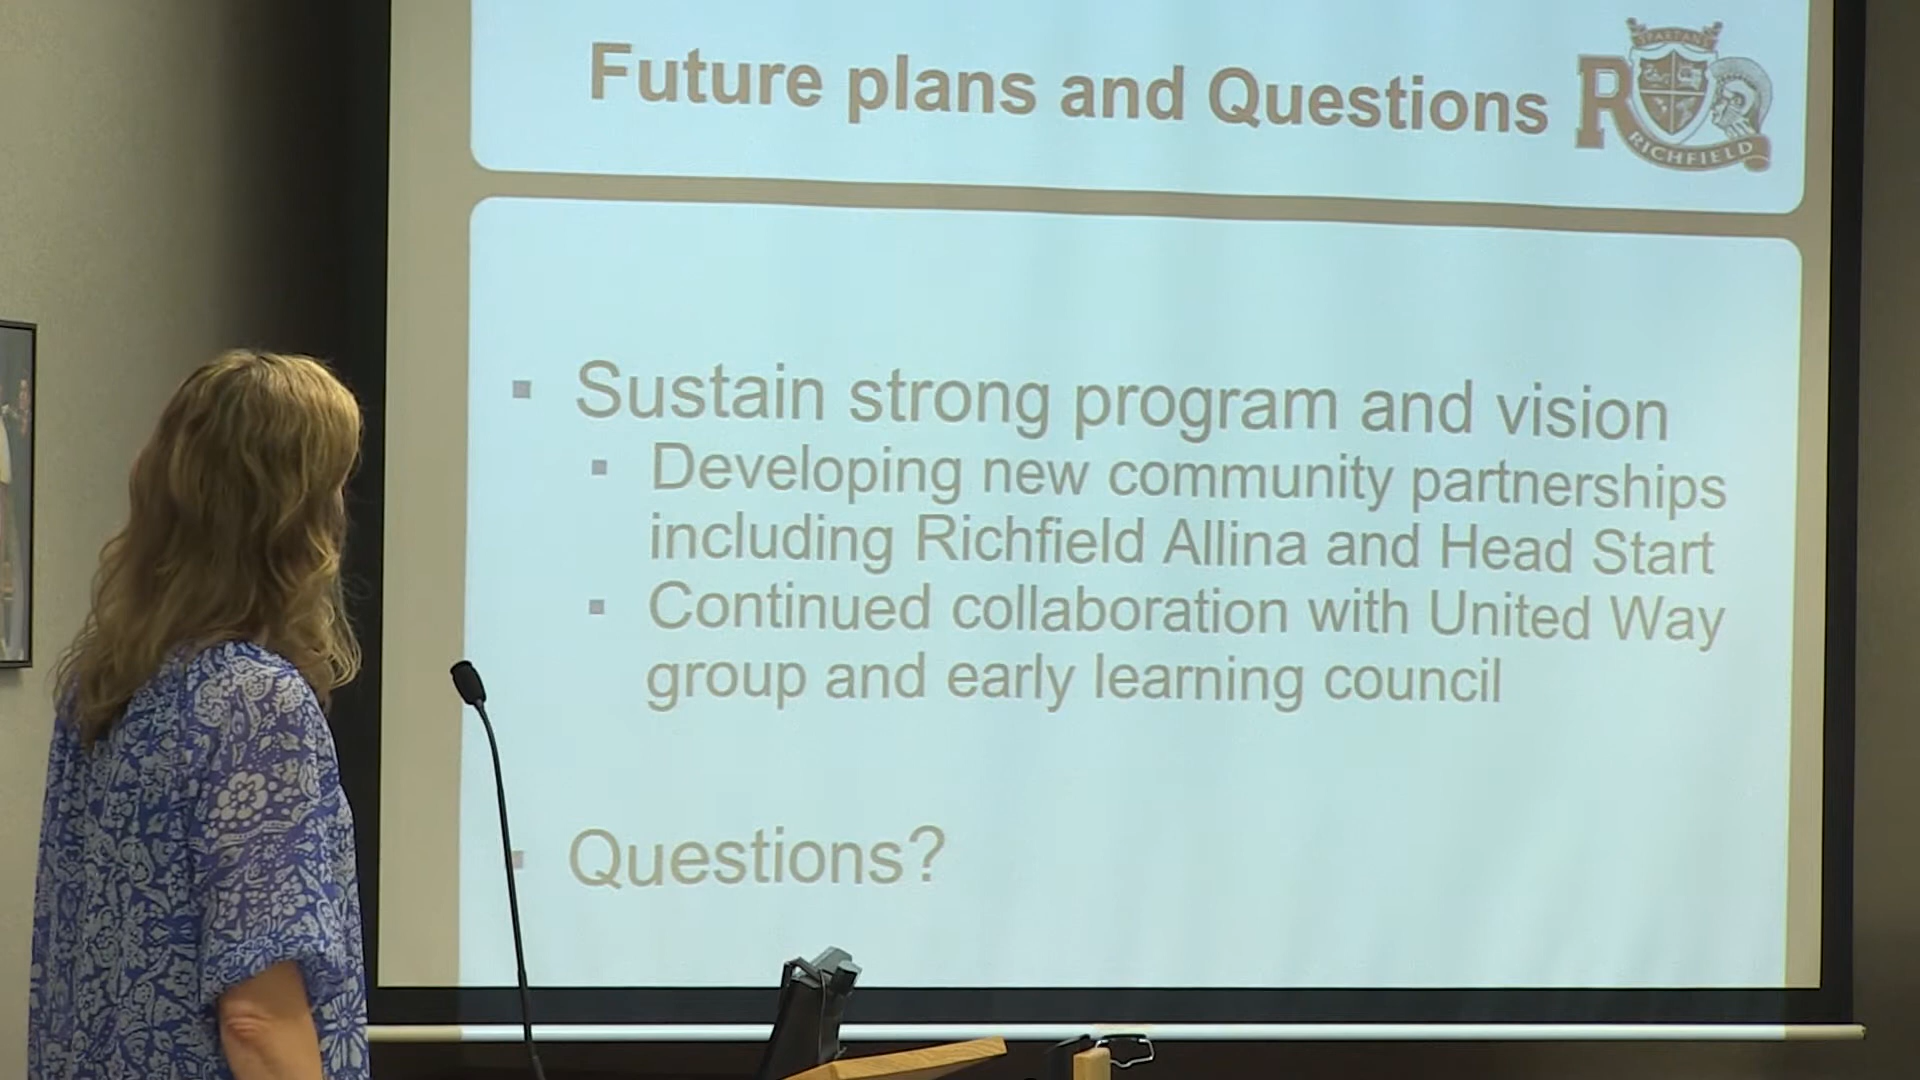 Future plans and Questions
SPARTANS
R
RICHFIELD
▪ Sustain strong program and vision
▪ Developing new community partnerships
including Richfield Allina and Head Start
▪ Continued collaboration with United Way
group and early learning council
▪ Questions?